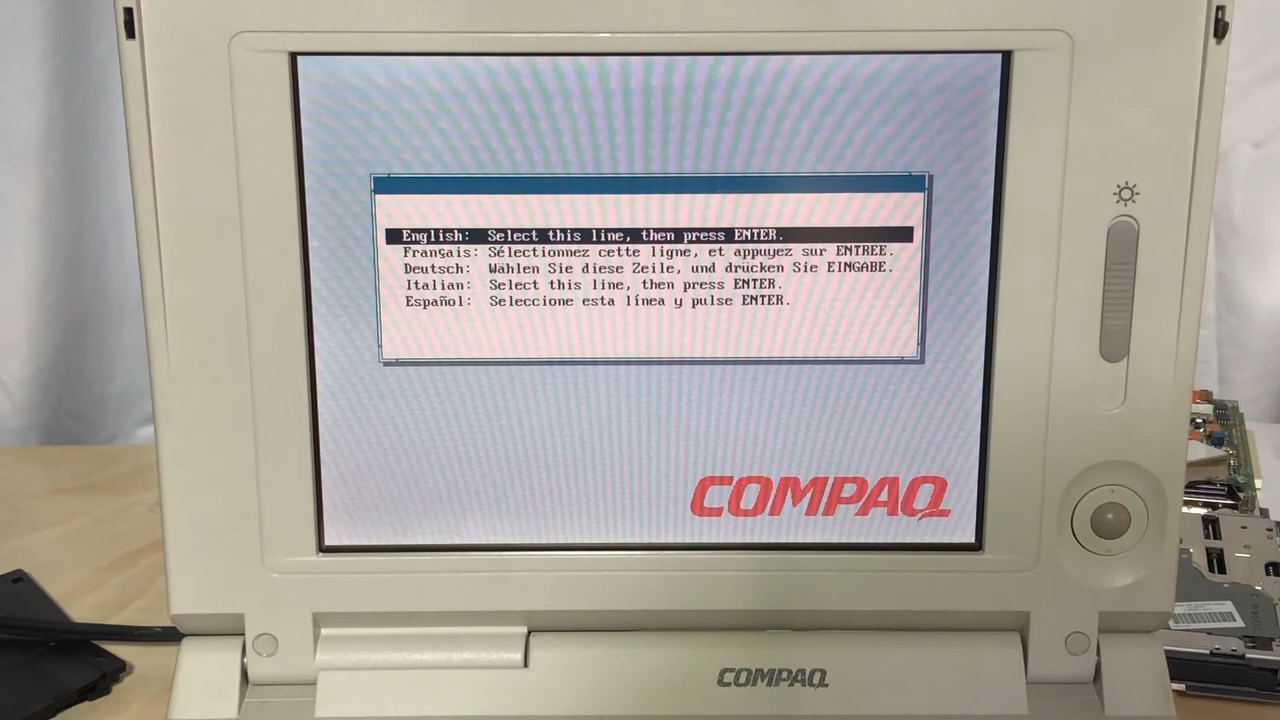 English: Select this line, then press ENTER.
Français: Sélectionnez cette ligne, et appuyez sur ENTREE.
Deutsch: Wählen Sie diese Zeile, und drücken Sie EINGABE.
Italian: Select this line, then press ENTER.
Español: Seleccione esta línea y pulse ENTER.
COMPAQ
COMPAQ